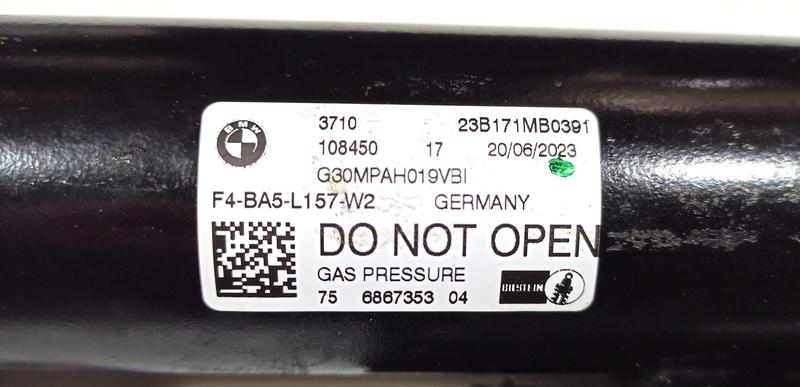 BMW
3710 23B171MB0391
108450 17 20/06/2023
G30MPAH019VBI
F4-BA5-L157-W2 GERMANY
DO NOT OPEN
GAS PRESSURE
75 6867353 04
BILSTEIN